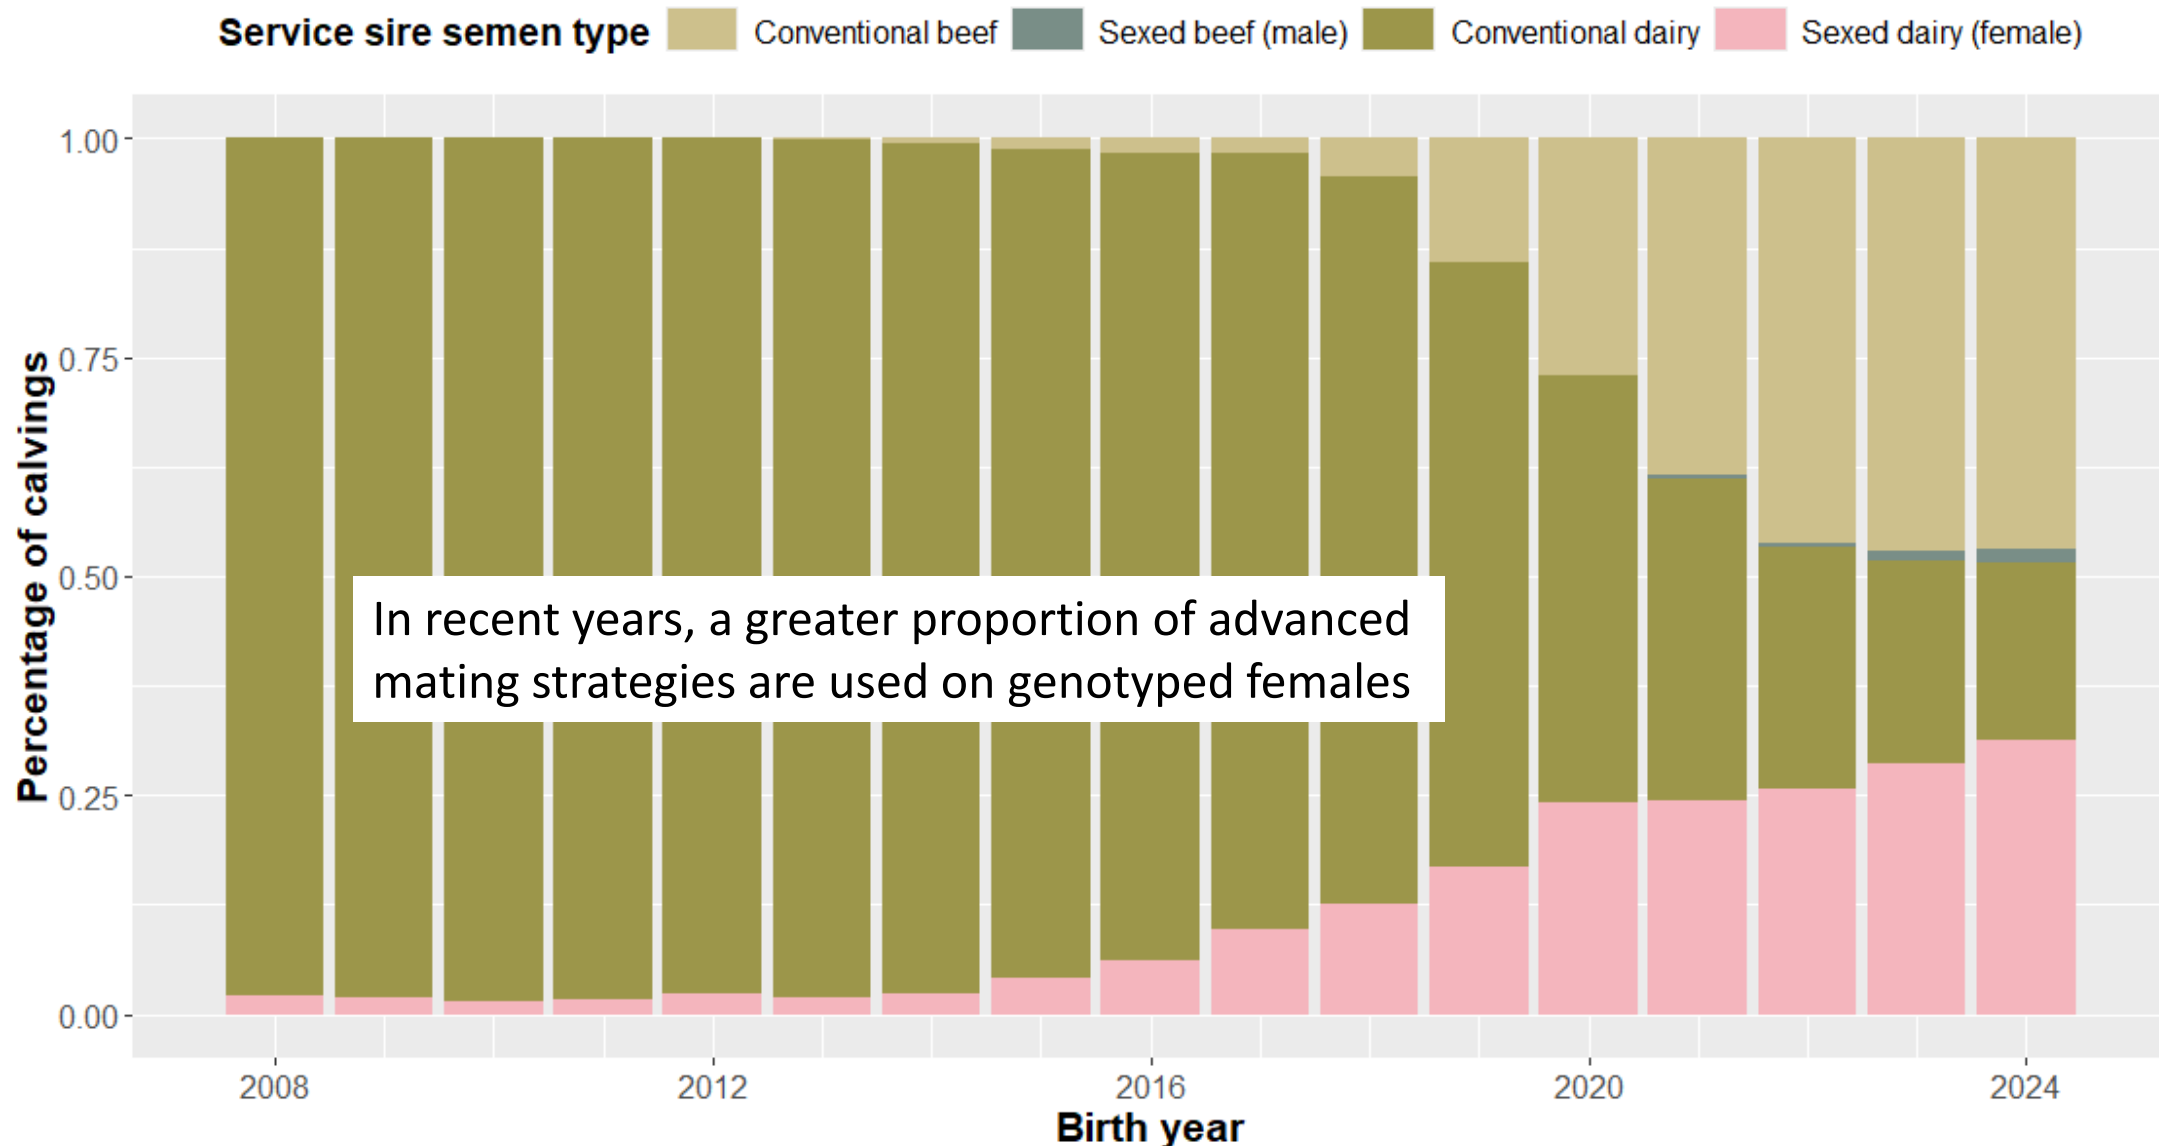 Service sire semen type Conventional beef Sexed beef (male) Conventional dairy Sexed dairy (female)
Percentage of calvings
1.00
0.75
0.50
0.25
0.00
In recent years, a greater proportion of advanced
mating strategies are used on genotyped females
2008 2012 2016 2020 2024
Birth year